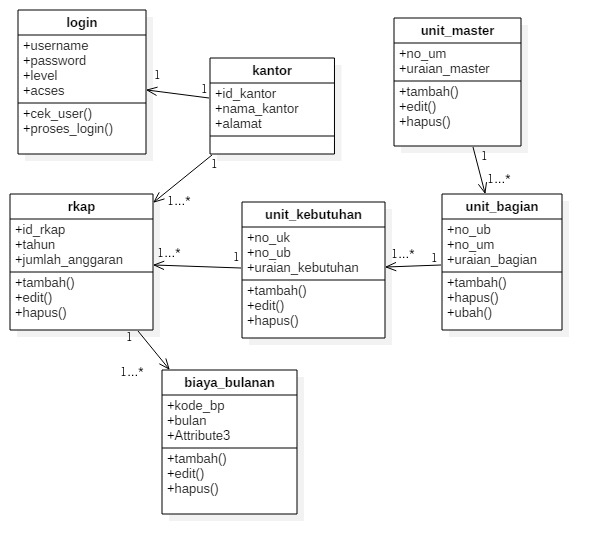 login
+username
+password
+level
+acses
+cek_user()
+proses_login()
1
1
kantor
+id_kantor
+nama_kantor
+alamat
1
1...*
unit_master
+no_um
+uraian_master
+tambah()
+edit()
+hapus()
1
1...*
rkap
+id_rkap
+tahun
+jumlah_anggaran
+tambah()
+edit()
+hapus()
1...*
1
unit_kebutuhan
+no_uk
+no_ub
+uraian_kebutuhan
+tambah()
+edit()
+hapus()
1...*
1
unit_bagian
+no_ub
+no_um
+uraian_bagian
+tambah()
+hapus()
+ubah()
1
1...*
biaya_bulanan
+kode_bp
+bulan
+Attribute3
+tambah()
+edit()
+hapus()